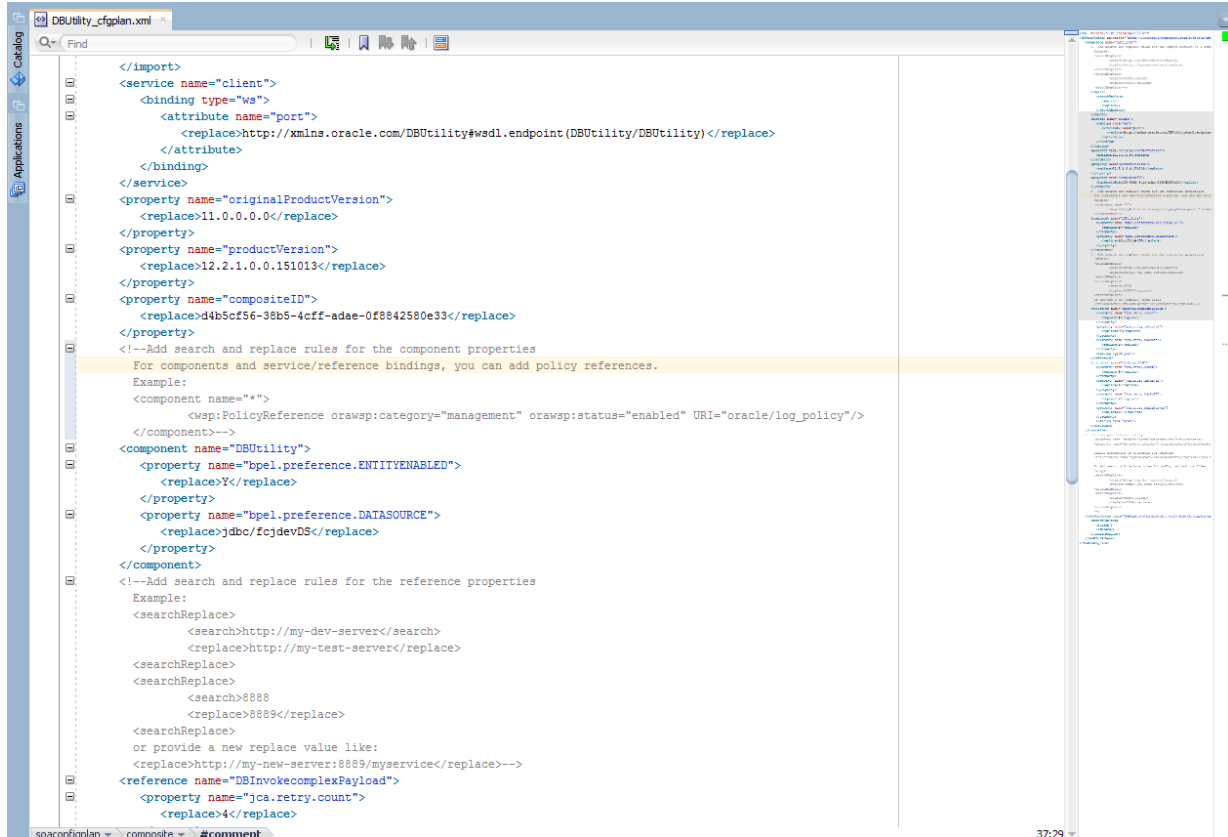 DBUtility_cfgplan.xml
Find
Catalog
Applications
</import>
<service name="client">
<binding type="ws">
<attribute name="port">
<replace>http://xmlns.oracle.com/DBUtility#wsdl.endpoint(DBUtility/DBUtility)</replace>
</attribute>
</binding>
</service>
<property name="originalProductVersion">
<replace>11.0.0.0.0</replace>
</property>
<property name="productVersion">
<replace>12.2.1.0.0.151013</replace>
</property>
<property name="compositeID">
<replace>d4b5cf56-38b5-4cff-adae-0f88425f0e33</replace>
</property>
<!--Add search and replace rules for the component properties
For components and service/reference bindings, you can add policy references.
Example:
<component name="*">
<wsp:PolicyReference orawsp:category="management" orawsp:status="enabled" URI="oracle/log_policy"/>
</component>-->
<component name="DBUtility">
<property name="bpel.preference.ENTITYENABLED">
<replace>Y</replace>
</property>
<property name="bpel.preference.DATASOURCE">
<replace>jdbc/fcjdevDS</replace>
</property>
</component>
<!--Add search and replace rules for the reference properties
Example:
<searchReplace>
<search>http://my-dev-server</search>
<replace>http://my-test-server</replace>
<searchReplace>
<searchReplace>
<search>8888
<replace>8889</replace>
<searchReplace>
or provide a new replace value like:
<replace>http://my-new-server:8889/myservice</replace>-->
<reference name="DBInvokecomplexPayload">
<property name="jca.retry.count">
<replace>4</replace>
soaconfigplan composite #comment
37:29